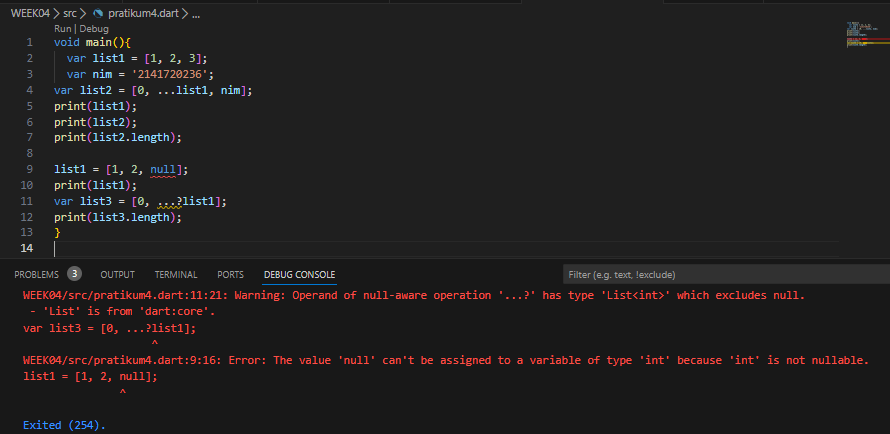 WEEK04 > src > pratikum4.dart > ...
Run | Debug
1 void main(){
2 var list1 = [1, 2, 3];
3 var nim = '2141720236';
4 var list2 = [0, ...list1, nim];
5 print(list1);
6 print(list2);
7 print(list2.length);
8
9 list1 = [1, 2, null];
10 print(list1);
11 var list3 = [0, ...?list1];
12 print(list3.length);
13 }
14
PROBLEMS 3 OUTPUT TERMINAL PORTS DEBUG CONSOLE Filter (e.g. text, !exclude)
WEEK04/src/pratikum4.dart:11:21: Warning: Operand of null-aware operation '...?' has type 'List<int>' which excludes null.
- 'List' is from 'dart:core'.
var list3 = [0, ...?list1];
^
WEEK04/src/pratikum4.dart:9:16: Error: The value 'null' can't be assigned to a variable of type 'int' because 'int' is not nullable.
list1 = [1, 2, null];
^
Exited (254).